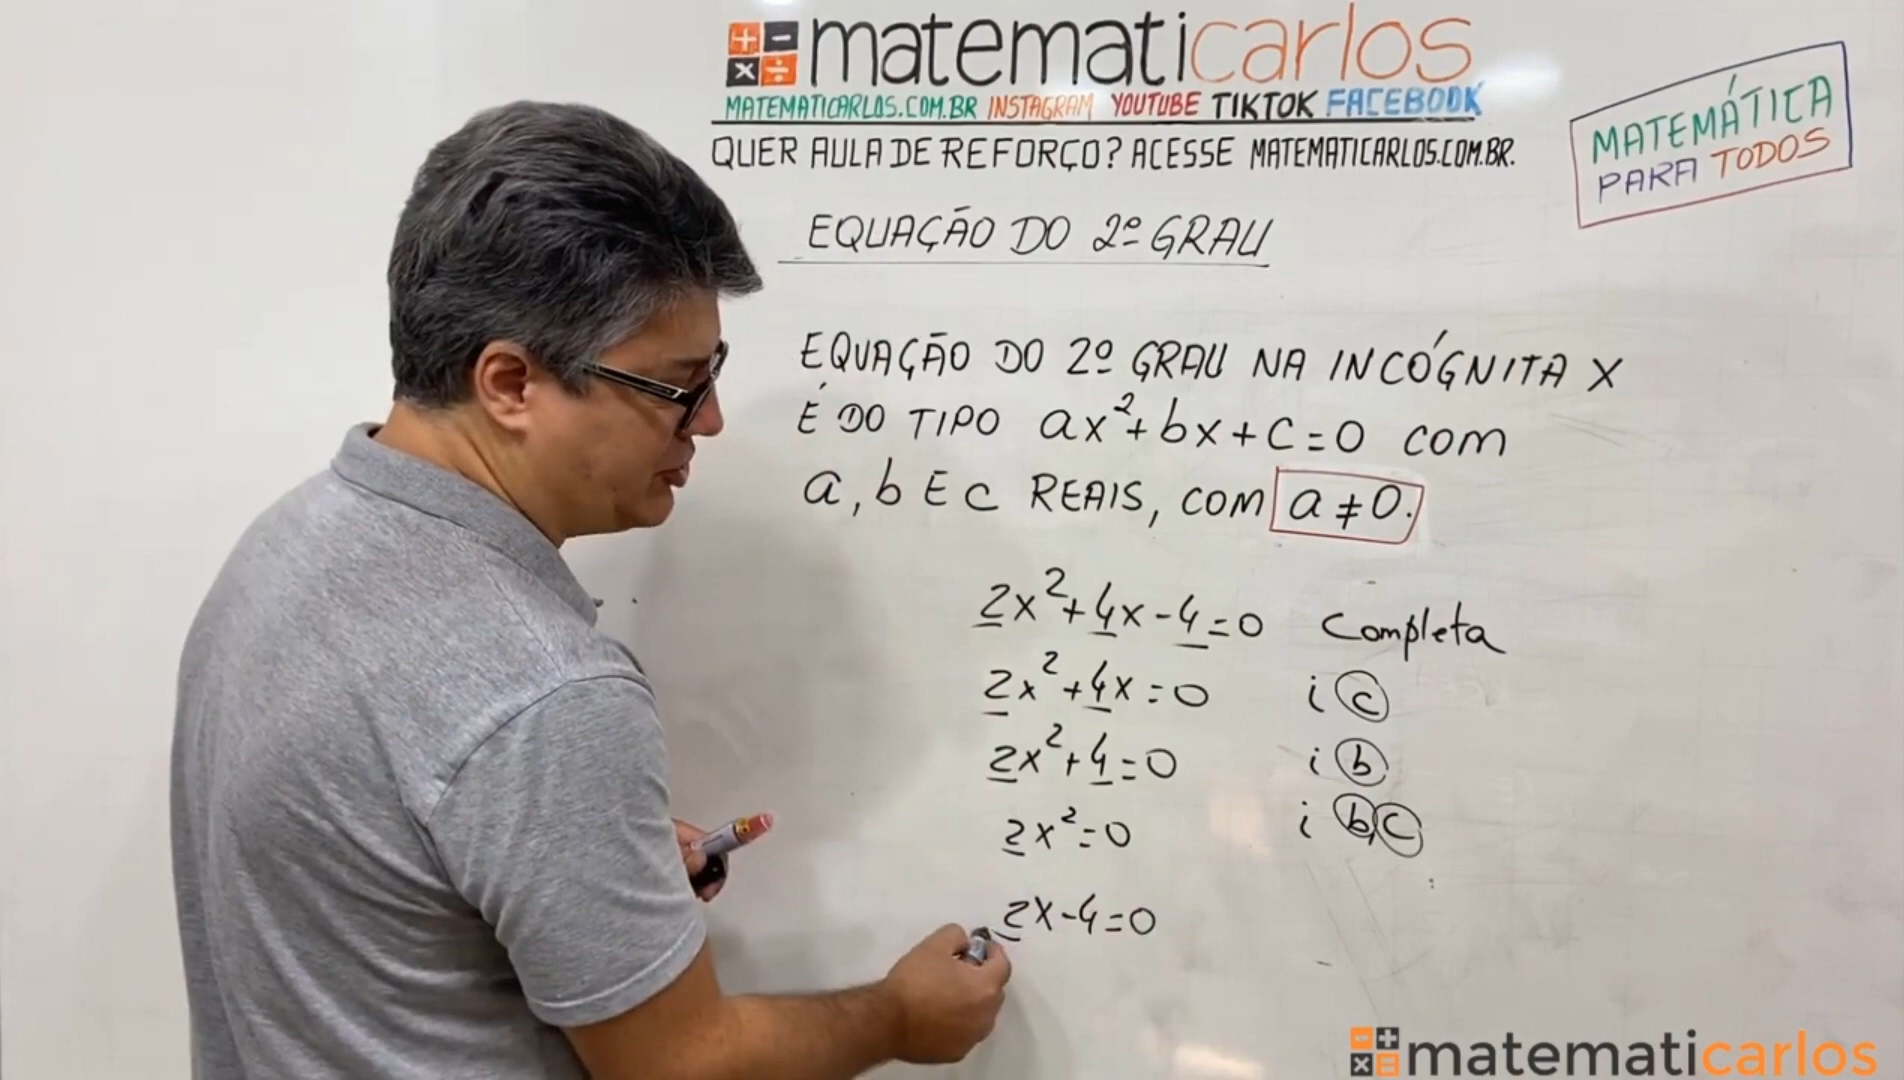 matematicarlos
MATEMATICARLOS.COM.BR INSTAGRAM YOUTUBE TIKTOK FACEBOOK
QUER AULA DE REFORÇO? ACESSE MATEMATICARLOS.COM.BR.
MATEMÁTICA
PARA TODOS
EQUAÇÃO DO 2º GRAU
EQUAÇÃO DO 2º GRAU NA INCÓGNITA X
É DO TIPO ax²+bx+c=0 COM
a, b E c REAIS, COM a≠0.
2x²+4x-4=0 Completa
2x²+4x=0 i c
2x²+4=0 i b
2x²=0 i b,c
2x-4=0
matematicarlos